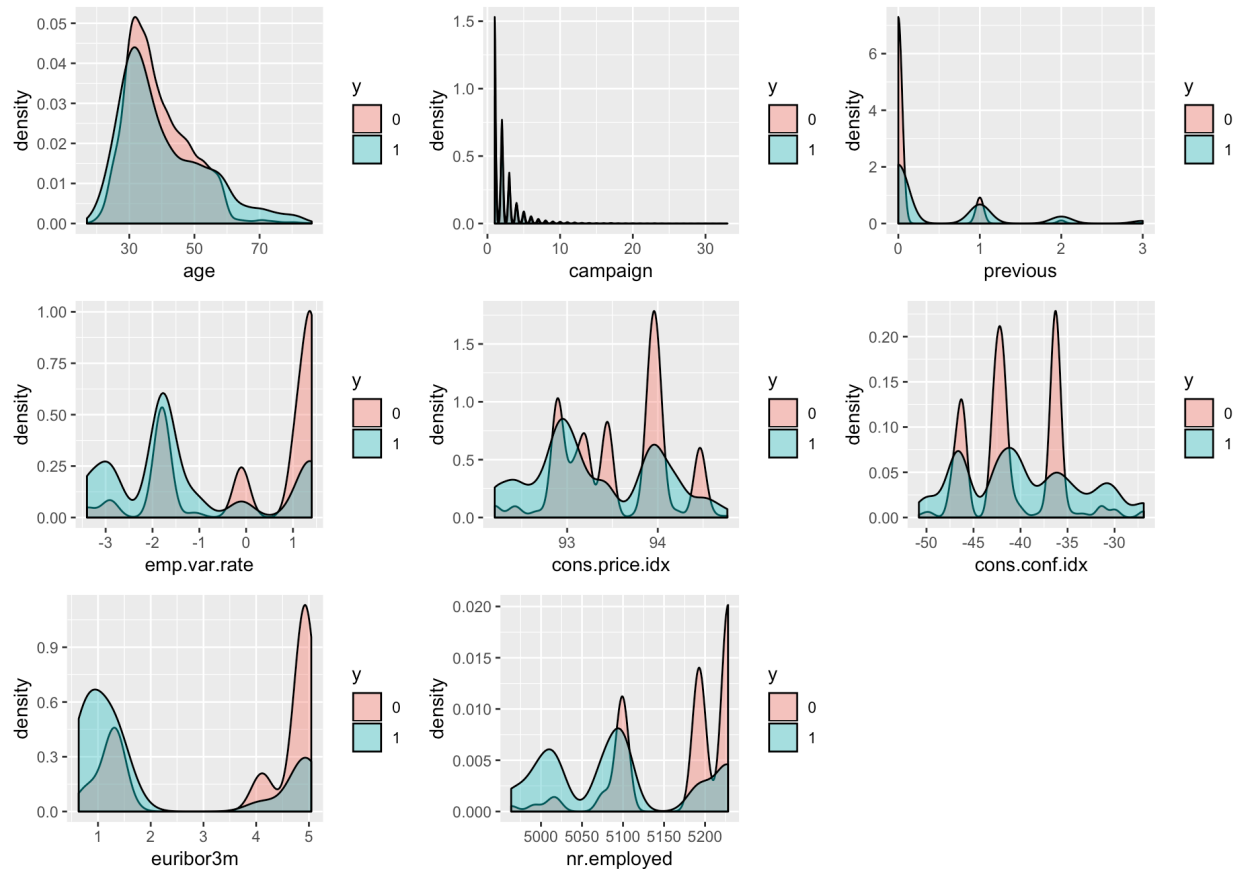 density
0.05
0.04
0.03
0.02
0.01
0.00
30 50 70
age
y
0
1
density
1.5
1.0
0.5
0.0
0 10 20 30
campaign
y
0
1
density
6
4
2
0
0 1 2 3
previous
y
0
1
density
1.00
0.75
0.50
0.25
0.00
-3 -2 -1 0 1
emp.var.rate
y
0
1
density
1.5
1.0
0.5
0.0
93 94
cons.price.idx
y
0
1
density
0.20
0.15
0.10
0.05
0.00
-50 -45 -40 -35 -30
cons.conf.idx
y
0
1
density
0.9
0.6
0.3
0.0
1 2 3 4 5
euribor3m
y
0
1
density
0.020
0.015
0.010
0.005
0.000
5000 5050 5100 5150 5200
nr.employed
y
0
1